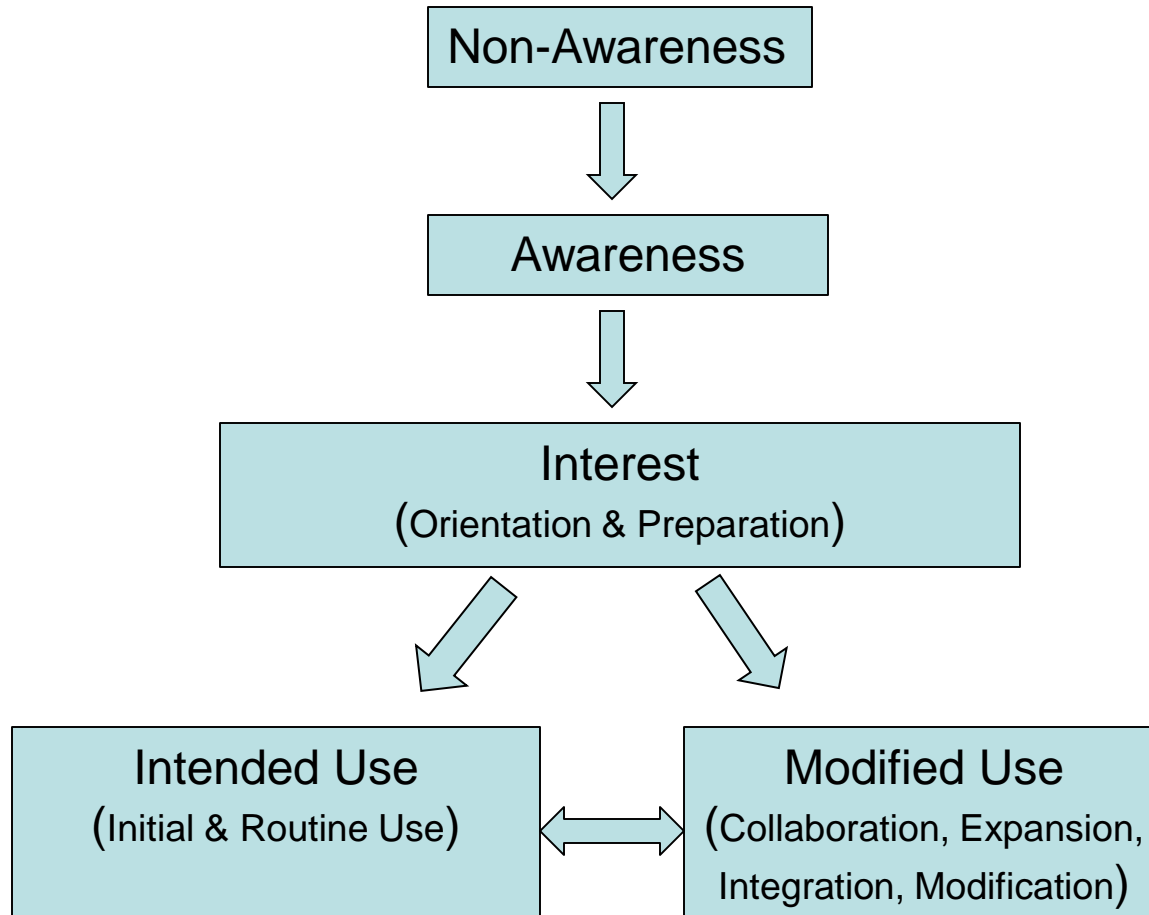 Non-Awareness
Awareness
Interest
(Orientation & Preparation)
Intended Use
(Initial & Routine Use)
Modified Use
(Collaboration, Expansion,
Integration, Modification)